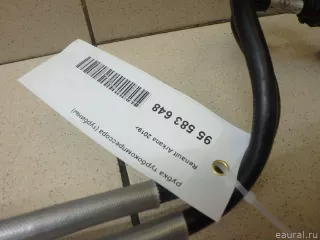 95 583 648
Renault Arkana 2019-
рубка турбокомпрессора (турбины)
eaural.ru